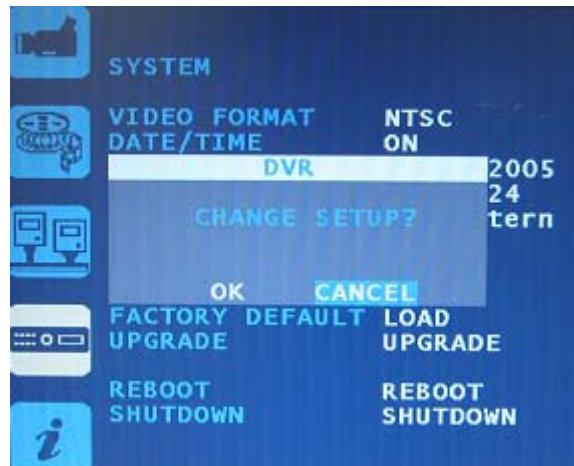 SYSTEM
VIDEO FORMAT NTSC
DATE/TIME ON
DVR
2005
24
CHANGE SETUP?
tern
OK CANCEL
FACTORY DEFAULT LOAD
UPGRADE UPGRADE
REBOOT REBOOT
SHUTDOWN SHUTDOWN
i